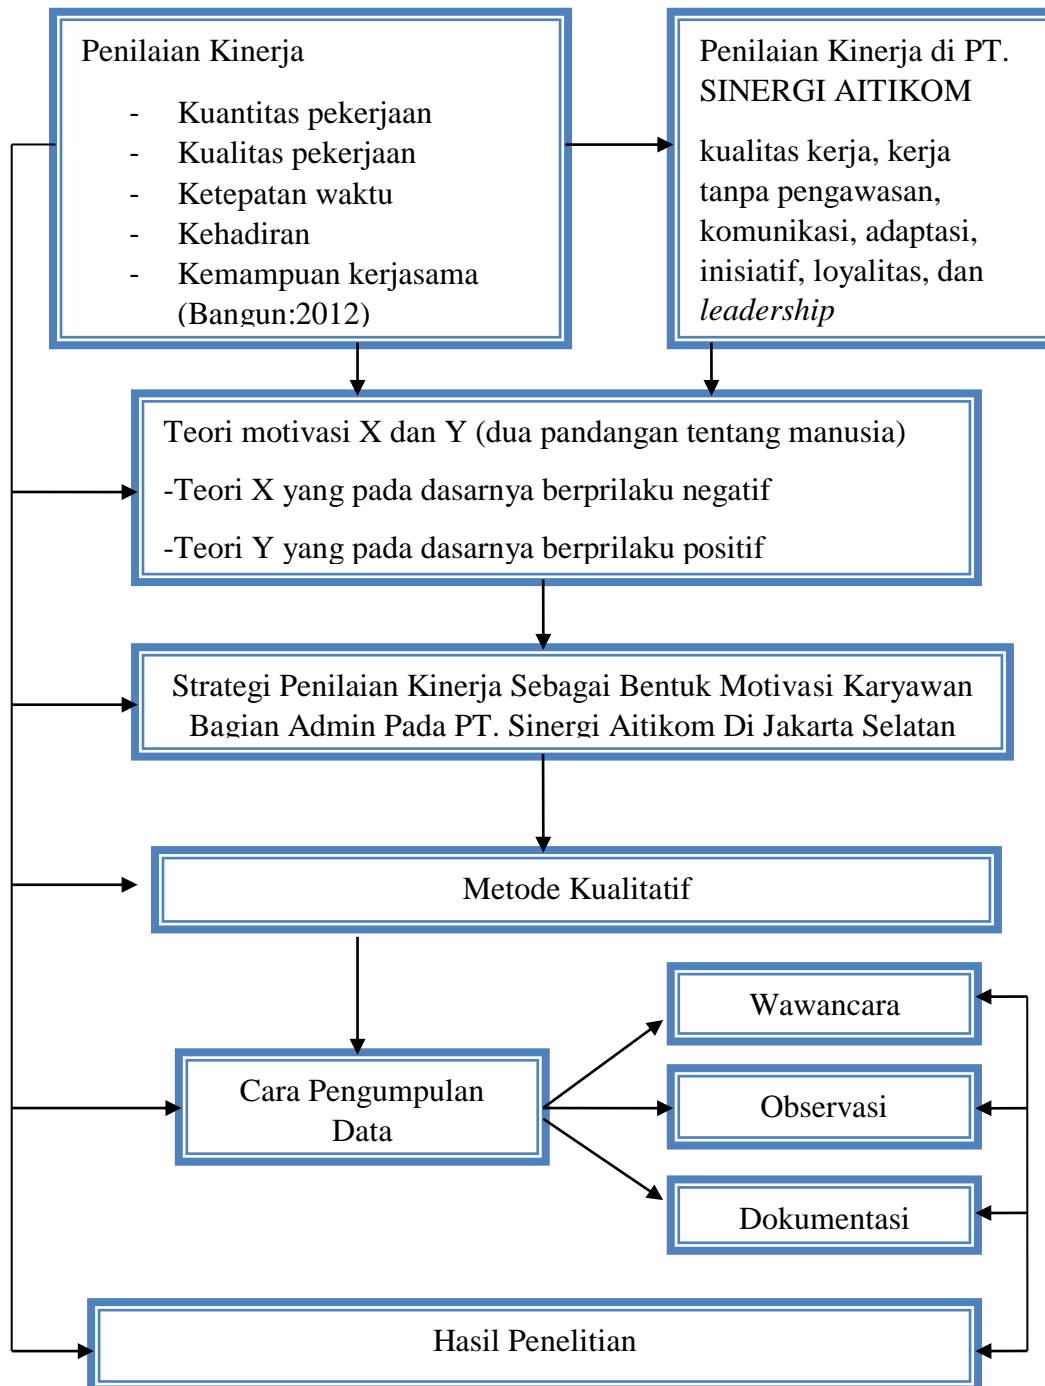 Penilaian Kinerja
- Kuantitas pekerjaan
- Kualitas pekerjaan
- Ketepatan waktu
- Kehadiran
- Kemampuan kerjasama
(Bangun:2012)
Penilaian Kinerja di PT.
SINERGI AITIKOM
kualitas kerja, kerja
tanpa pengawasan,
komunikasi, adaptasi,
inisiatif, loyalitas, dan
leadership
Teori motivasi X dan Y (dua pandangan tentang manusia)
-Teori X yang pada dasarnya berprilaku negatif
-Teori Y yang pada dasarnya berprilaku positif
Strategi Penilaian Kinerja Sebagai Bentuk Motivasi Karyawan
Bagian Admin Pada PT. Sinergi Aitikom Di Jakarta Selatan
Metode Kualitatif
Cara Pengumpulan
Data
Wawancara
Observasi
Dokumentasi
Hasil Penelitian